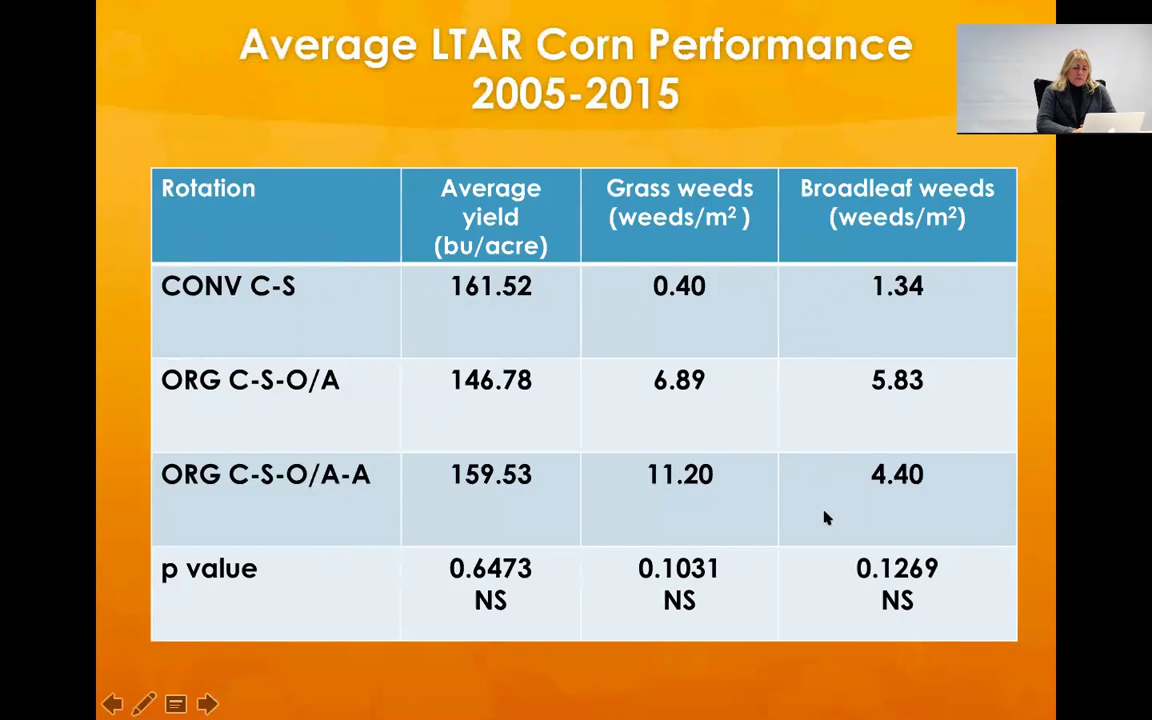 Average LTAR Corn Performance
2005-2015
Rotation
Average
yield
(bu/acre)
Grass weeds
(weeds/m² )
Broadleaf weeds
(weeds/m²)
CONV C-S
161.52
0.40
1.34
ORG C-S-O/A
146.78
6.89
5.83
ORG C-S-O/A-A
159.53
11.20
4.40
p value
0.6473
NS
0.1031
NS
0.1269
NS